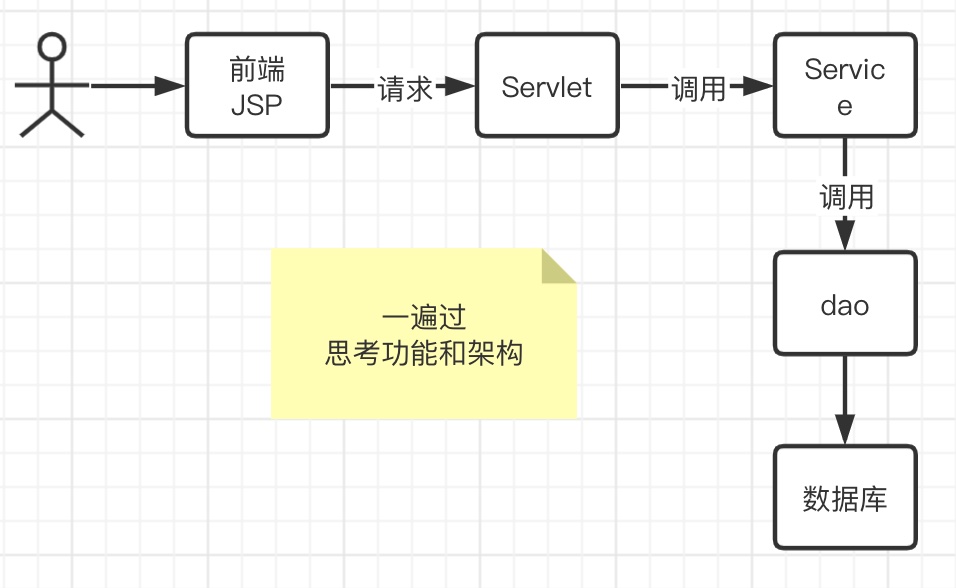 前端
JSP
请求
Servlet
调用
Servic
e
调用
dao
一遍过
思考功能和架构
数据库